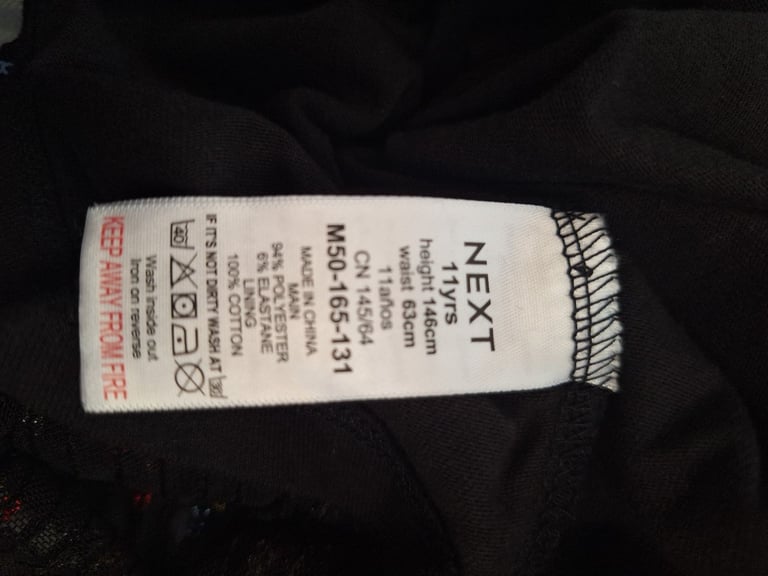 NEXT
11yrs
height 146cm
waist 63cm
11años
CN 145/64
M50-165-131
MADE IN CHINA
MAIN
94% POLYESTER
6% ELASTANE
LINING
100% COTTON
IF IT'S NOT DIRTY WASH AT 30
40
Wash inside out
Iron on reverse
KEEP AWAY FROM FIRE